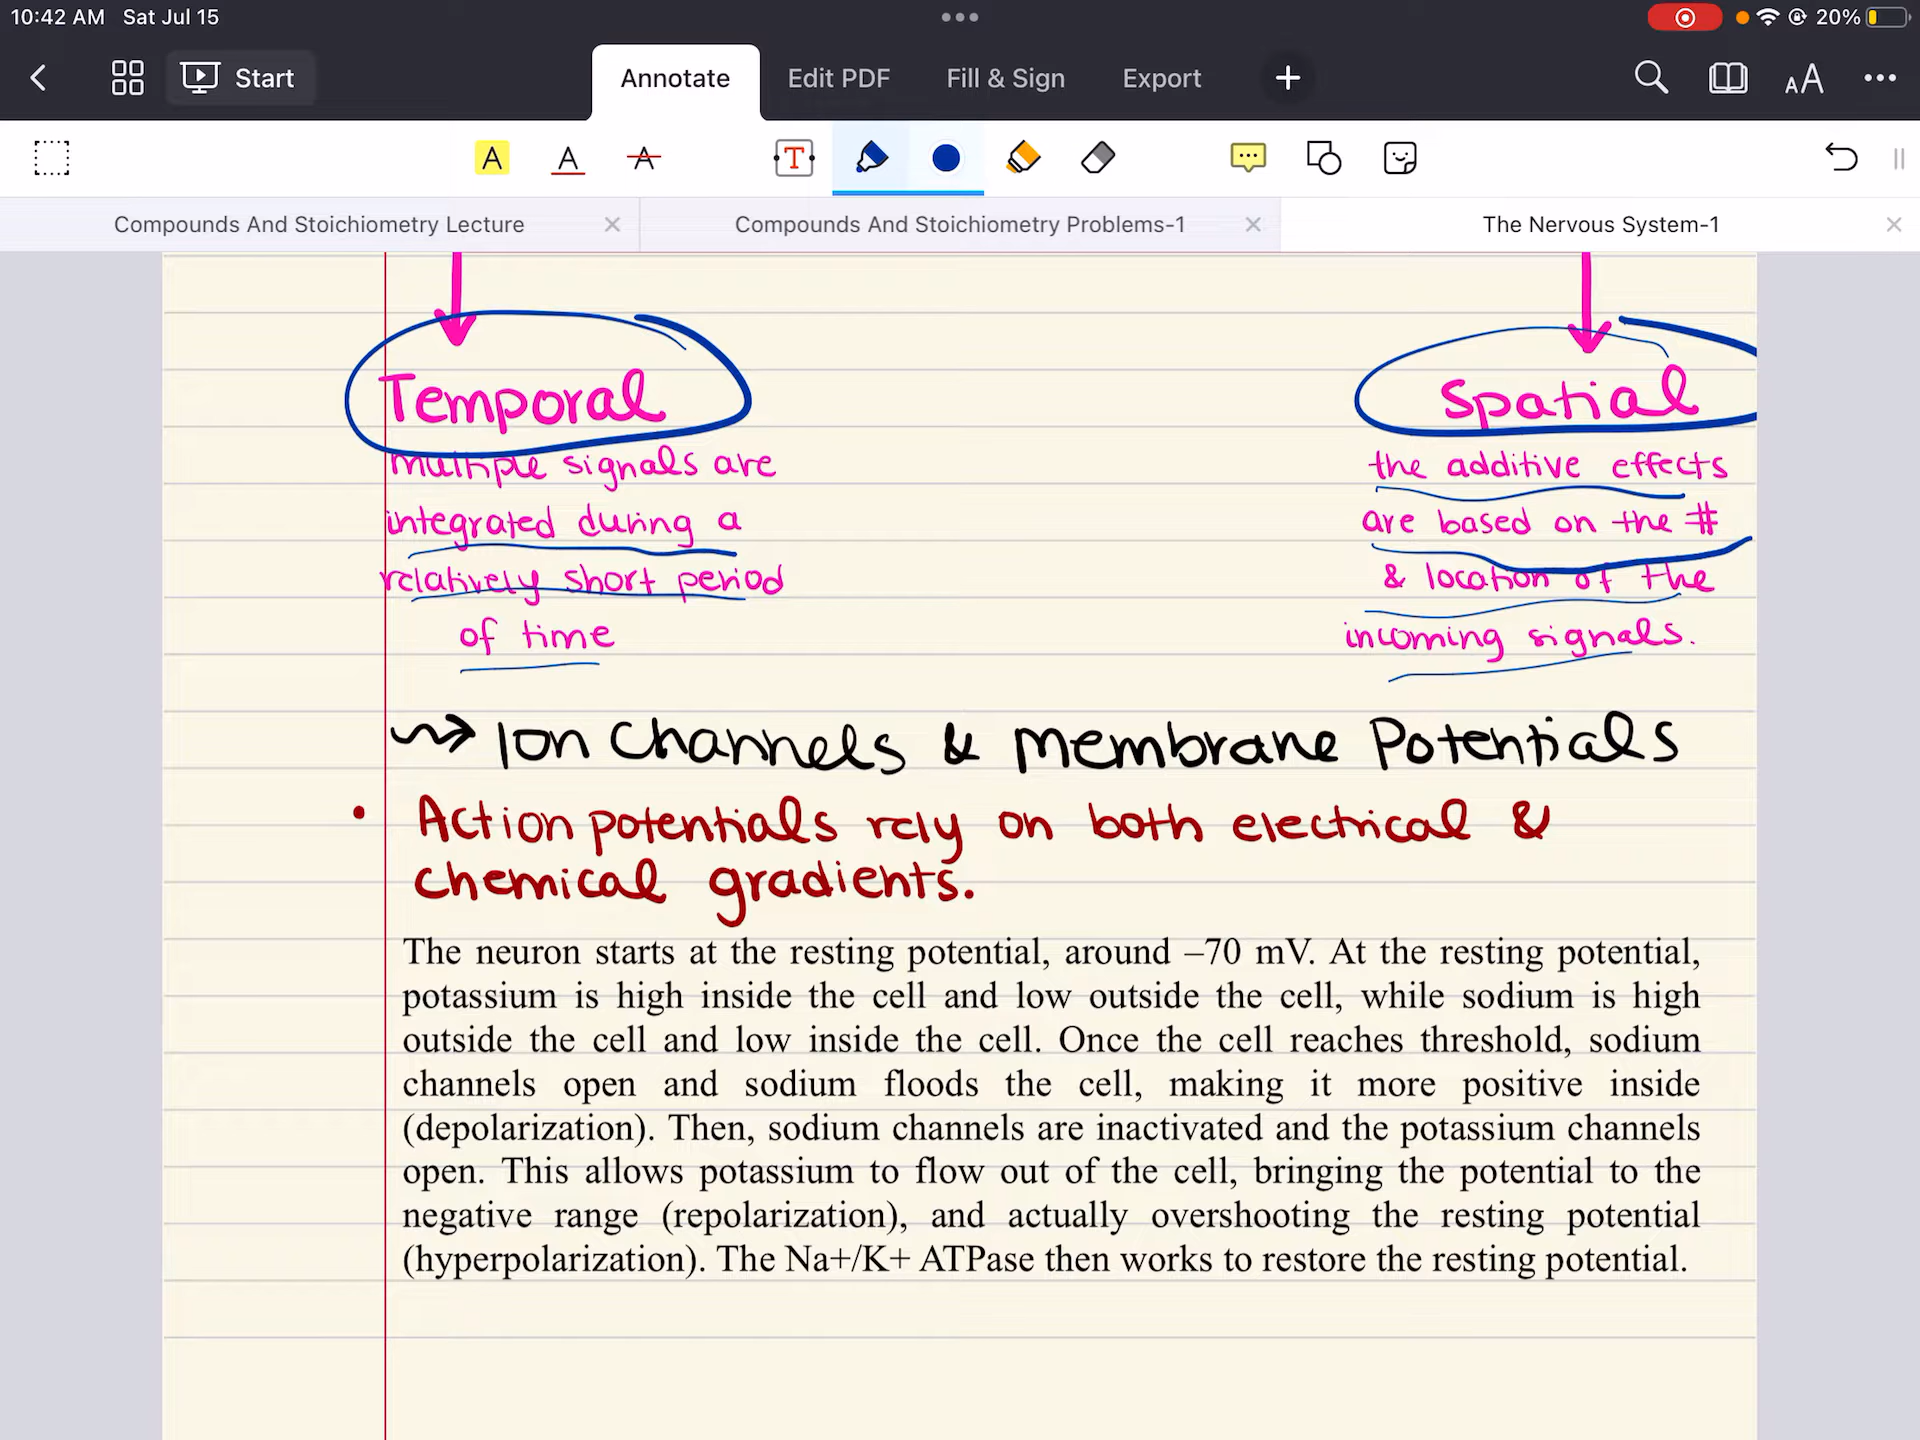 10:42 AM Sat Jul 15
20%
Start
Annotate
Edit PDF
Fill & Sign
Export
AA
A
A
A
T
Compounds And Stoichiometry Lecture
Compounds And Stoichiometry Problems-1
The Nervous System-1
Temporal
multiple signals are
integrated during a
relatively short period
of time
Spatial
the additive effects
are based on the #
& location of the
incoming signals.
Ion Channels & Membrane Potentials
• Action potentials rely on both electrical &
chemical gradients.
The neuron starts at the resting potential, around –70 mV. At the resting potential,
potassium is high inside the cell and low outside the cell, while sodium is high
outside the cell and low inside the cell. Once the cell reaches threshold, sodium
channels open and sodium floods the cell, making it more positive inside
(depolarization). Then, sodium channels are inactivated and the potassium channels
open. This allows potassium to flow out of the cell, bringing the potential to the
negative range (repolarization), and actually overshooting the resting potential
(hyperpolarization). The Na+/K+ ATPase then works to restore the resting potential.